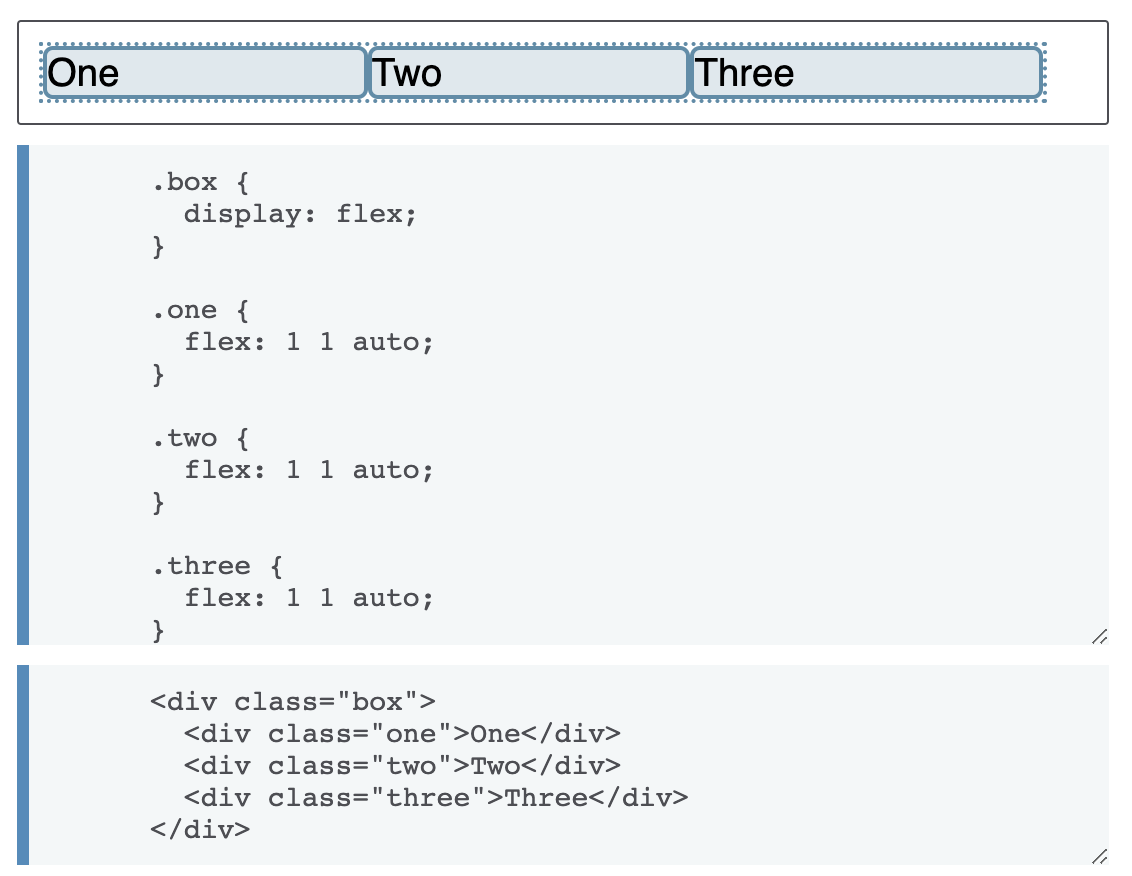 One Two Three
.box {
  display: flex;
}

.one {
  flex: 1 1 auto;
}

.two {
  flex: 1 1 auto;
}

.three {
  flex: 1 1 auto;
}
<div class="box">
  <div class="one">One</div>
  <div class="two">Two</div>
  <div class="three">Three</div>
</div>